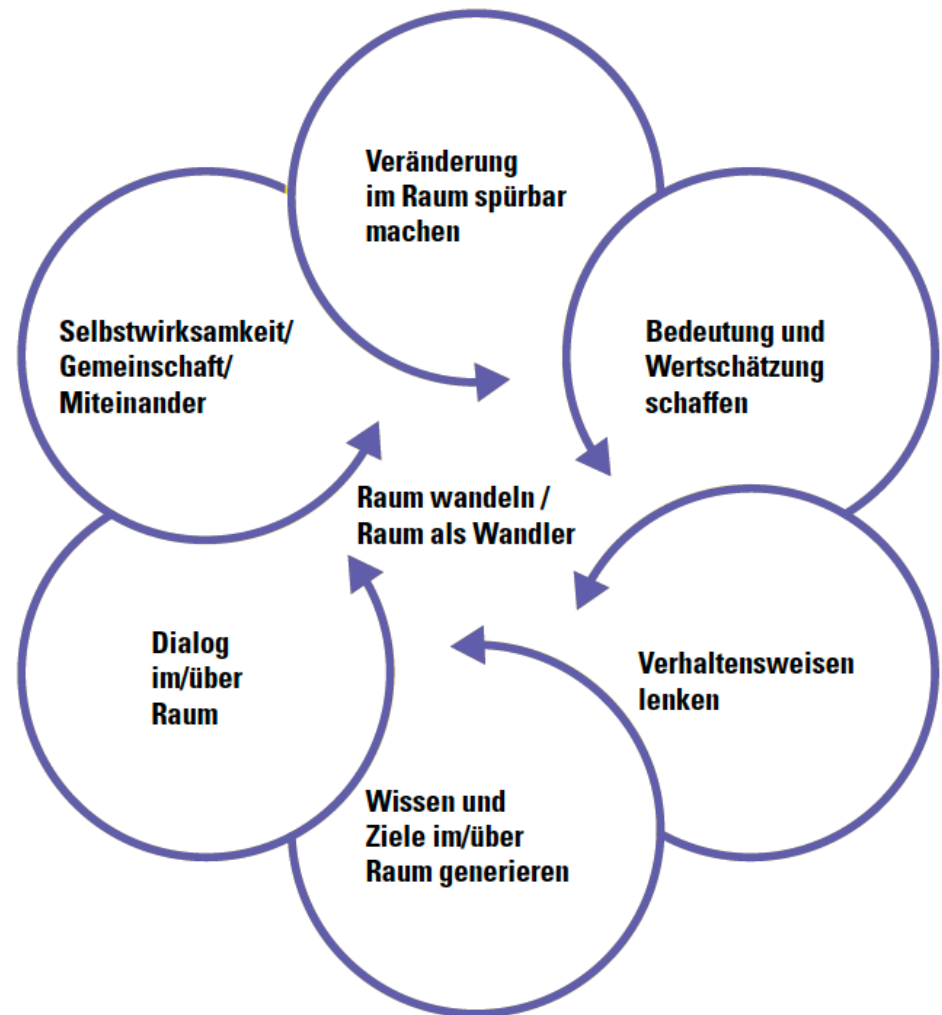 Veränderung
im Raum spürbar
machen
Selbstwirksamkeit/
Gemeinschaft/
Miteinander
Bedeutung und
Wertschätzung
schaffen
Raum wandeln /
Raum als Wandler
Dialog
im/über
Raum
Verhaltensweisen
lenken
Wissen und
Ziele im/über
Raum generieren